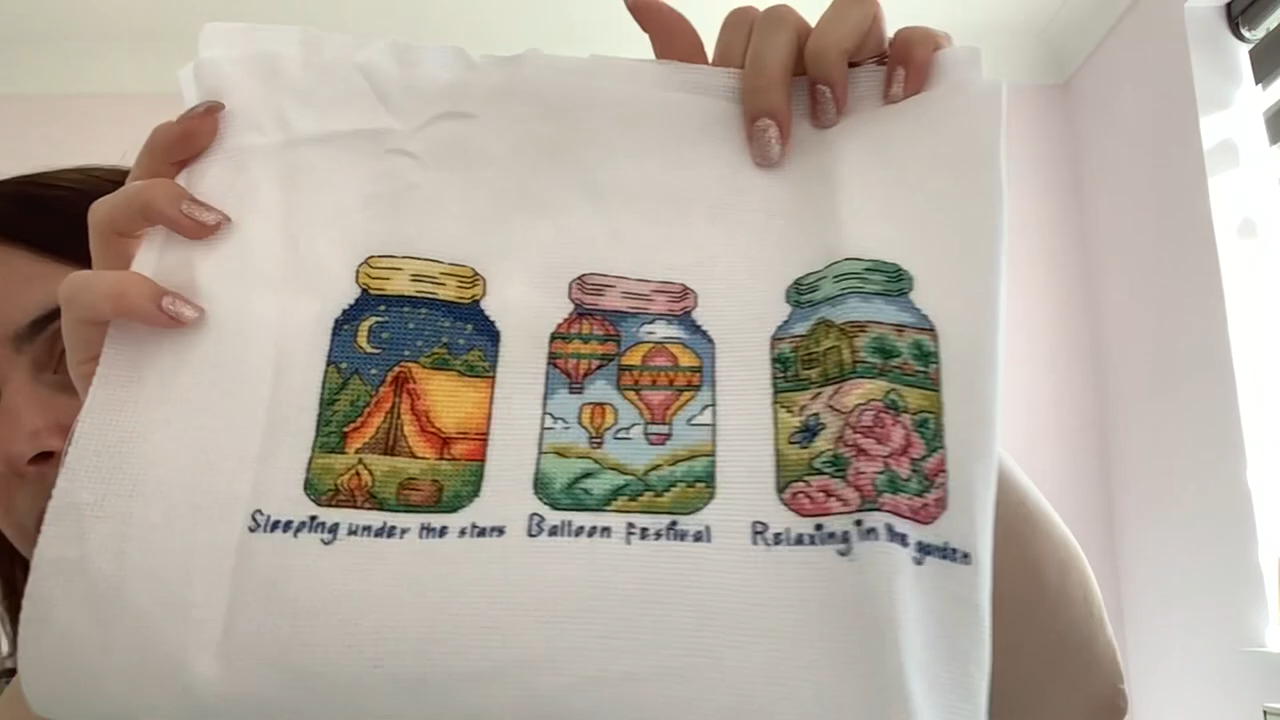 Sleeping under the stars
Balloon Festival
Relaxing in the garden